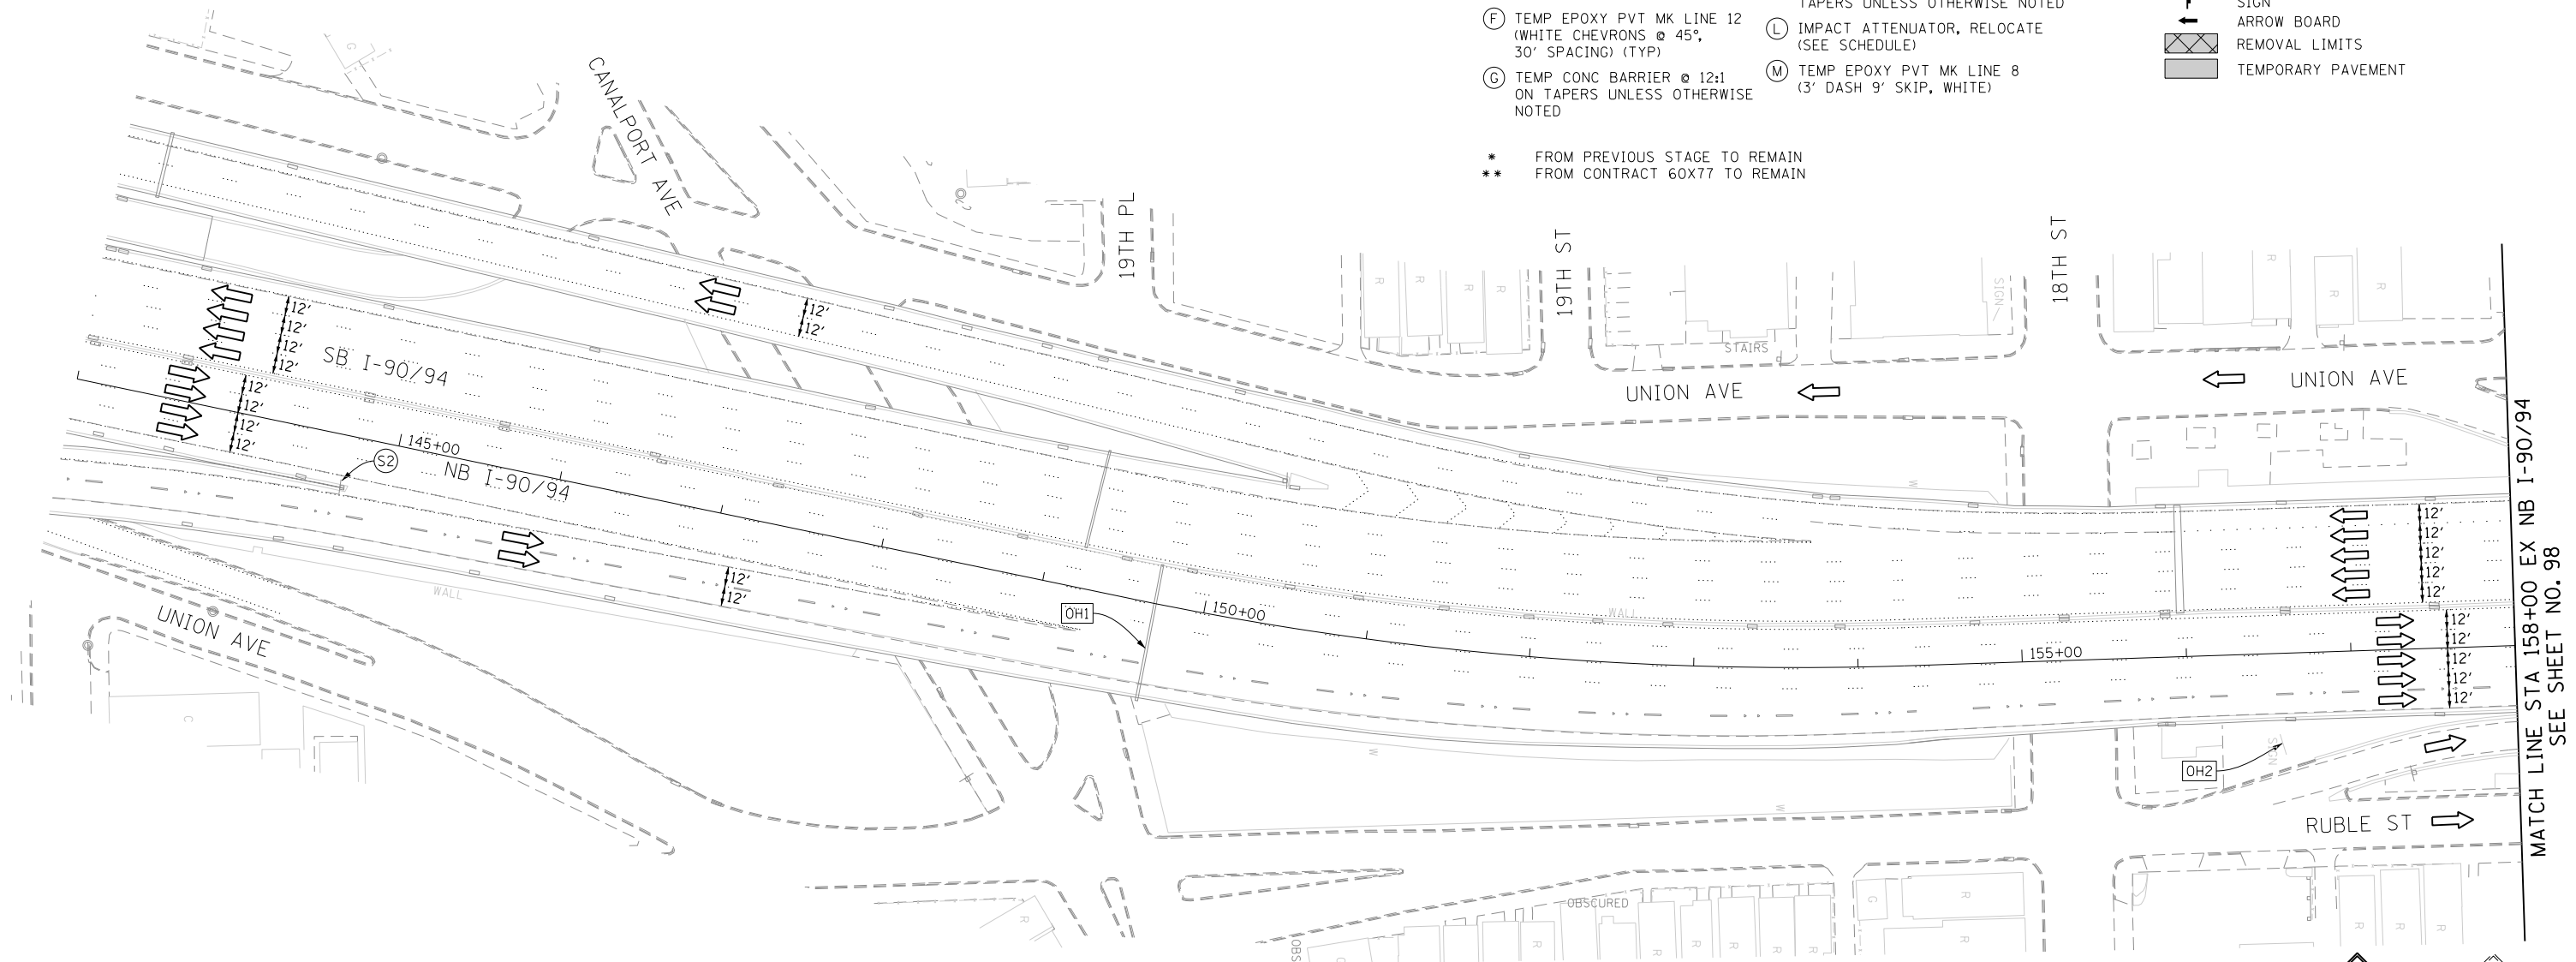 TAPERS UNLESS OTHERWISE NOTED
SIGN
F TEMP EPOXY PVT MK LINE 12
(WHITE CHEVRONS @ 45°,
30' SPACING) (TYP)
G TEMP CONC BARRIER @ 12:1
ON TAPERS UNLESS OTHERWISE
NOTED
L IMPACT ATTENUATOR, RELOCATE
(SEE SCHEDULE)
M TEMP EPOXY PVT MK LINE 8
(3' DASH 9' SKIP, WHITE)
ARROW BOARD
REMOVAL LIMITS
TEMPORARY PAVEMENT
* FROM PREVIOUS STAGE TO REMAIN
** FROM CONTRACT 60X77 TO REMAIN
G
CANALPORT AVE
19TH PL
19TH ST
18TH ST
R
R
R
R
SIGN
R
R
R
STAIRS
UNION AVE
UNION AVE
12'
12'
12'
12'
12'
12'
SB I-90/94
12'
12'
12'
12'
145+00
S2
NB I-90/94
W
12'
12'
12'
12'
12'
WALL
12'
12'
OH1
150+00
WALL
155+00
12'
12'
12'
12'
12'
UNION AVE
C
W
W
SIGN
OH2
RUBLE ST
MATCH LINE STA 158+00 EX NB I-90/94
SEE SHEET NO. 98
OBSCURED
OBS
R
R
R
R
R
R
G
R
R
R
R
R